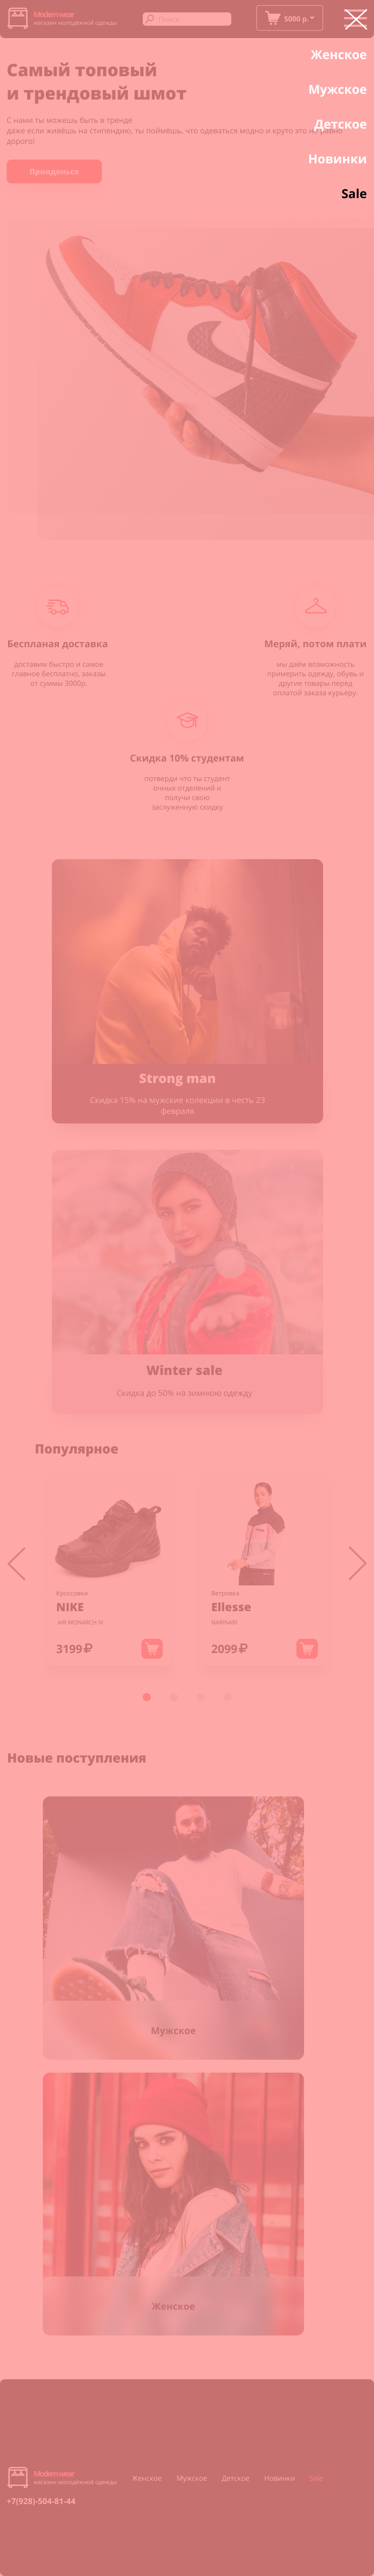 Modern wear
магазин молодёжной одежды
Поиск
5000 р.
Женское
Мужское
Детское
Новинки
Sale
Самый топовый
и трендовый шмот
С нами ты можешь быть в тренде
даже если живёшь на стипендию, ты поймёшь, что одеваться модно и круто это не равно
дорого!
Приоденься
Беспланая доставка
доставим быстро и самое
главное бесплатно, заказы
от суммы 3000р.
Меряй, потом плати
мы даём возможность
примерить одежду, обувь и
другие товары перед
оплатой заказа курьеру.
Скидка 10% студентам
потверди что ты студент
очных отделений и
получи свою
заслуженную скидку
Strong man
Скидка 15% на мужские колекции в честь 23
февраля
Winter sale
Скидка до 50% на зимнюю одежду
Популярное
Кроссовки
NIKE
AIR MONARCH IV
3199 ₽
Ветровка
Ellesse
NARINARI
2099 ₽
Новые поступления
Мужское
Женское
Modern wear
магазин молодёжной одежды
Женское
Мужское
Детское
Новинки
Sale
+7(928)-504-81-44